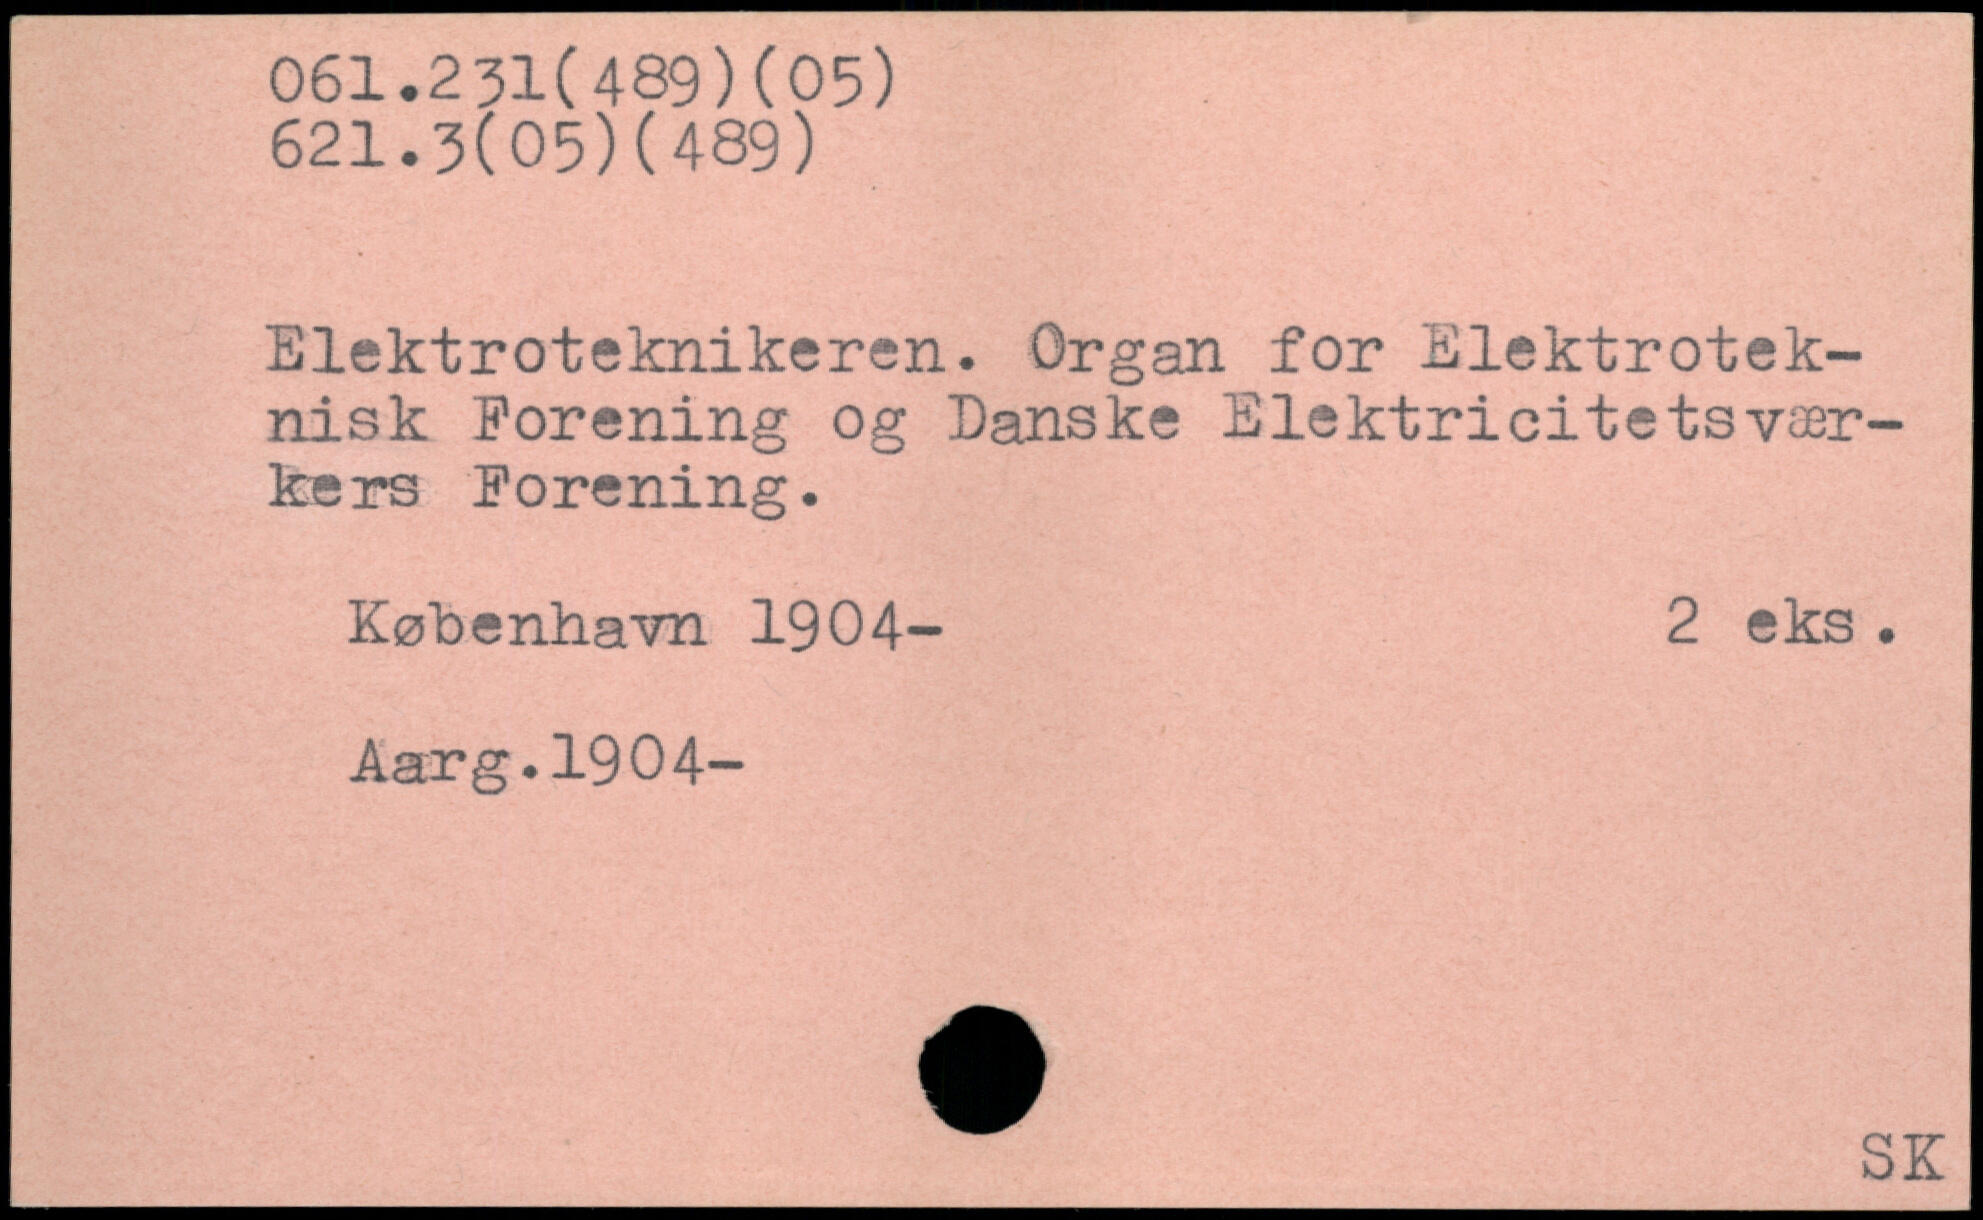 061.231(489)(05)
621.3(05)(489)
Elektroteknikeren. Organ for Elektrotek-
nisk Forening og Danske Elektricitetsvær-
kers Forening.
København 1904- 2 eks.
Aarg.1904-
SK